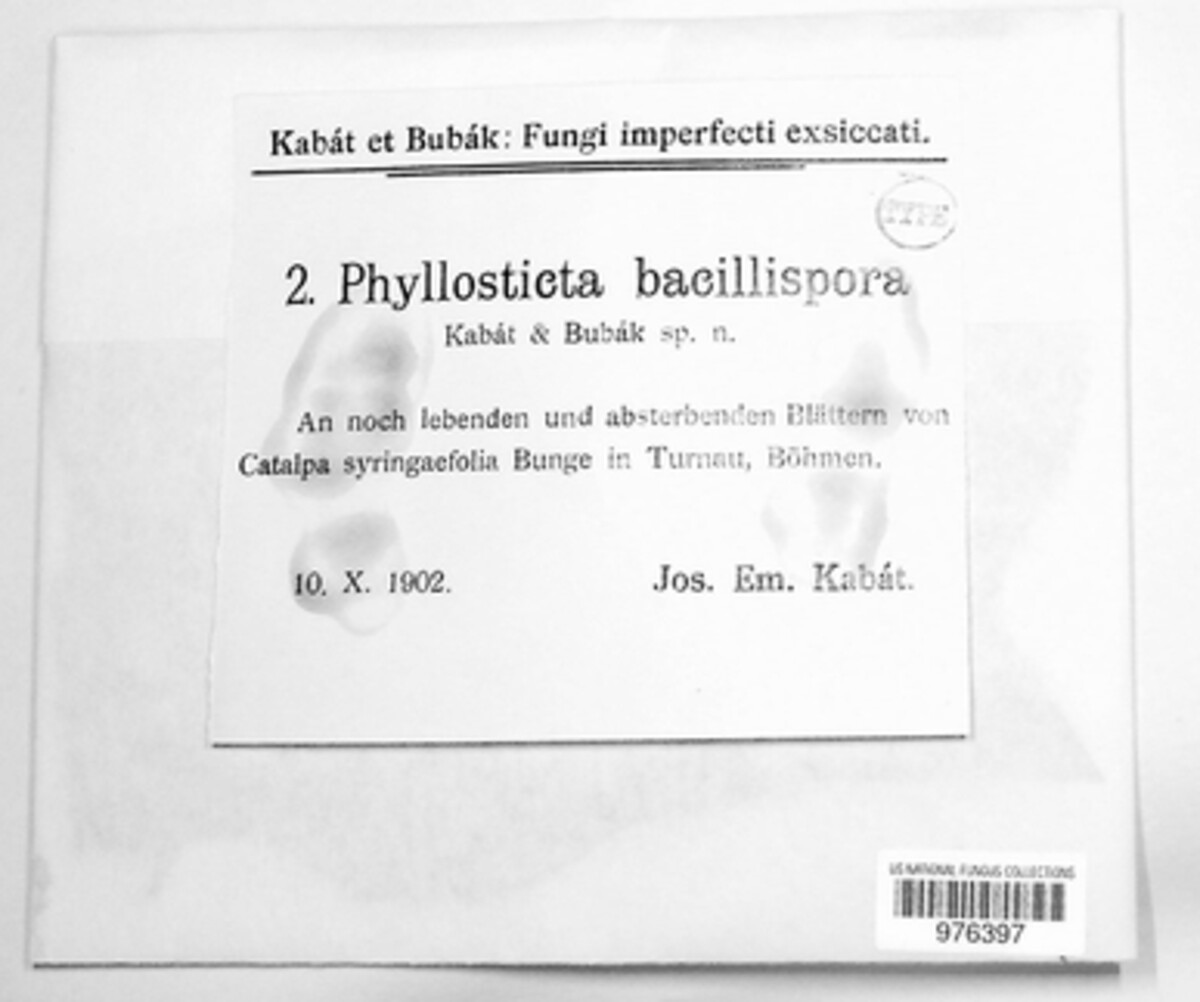 Kabát et Bubák: Fungi imperfecti exsiccati.
TYPE
2. Phyllosticta bacillispora
Kabát & Bubák sp. n.
An noch lebenden und absterbenden Blättern von
Catalpa syringaefolia Bunge in Turnau, Böhmen.
10. X. 1902. Jos. Em. Kabát.
US NATIONAL FUNGUS COLLECTIONS
976397